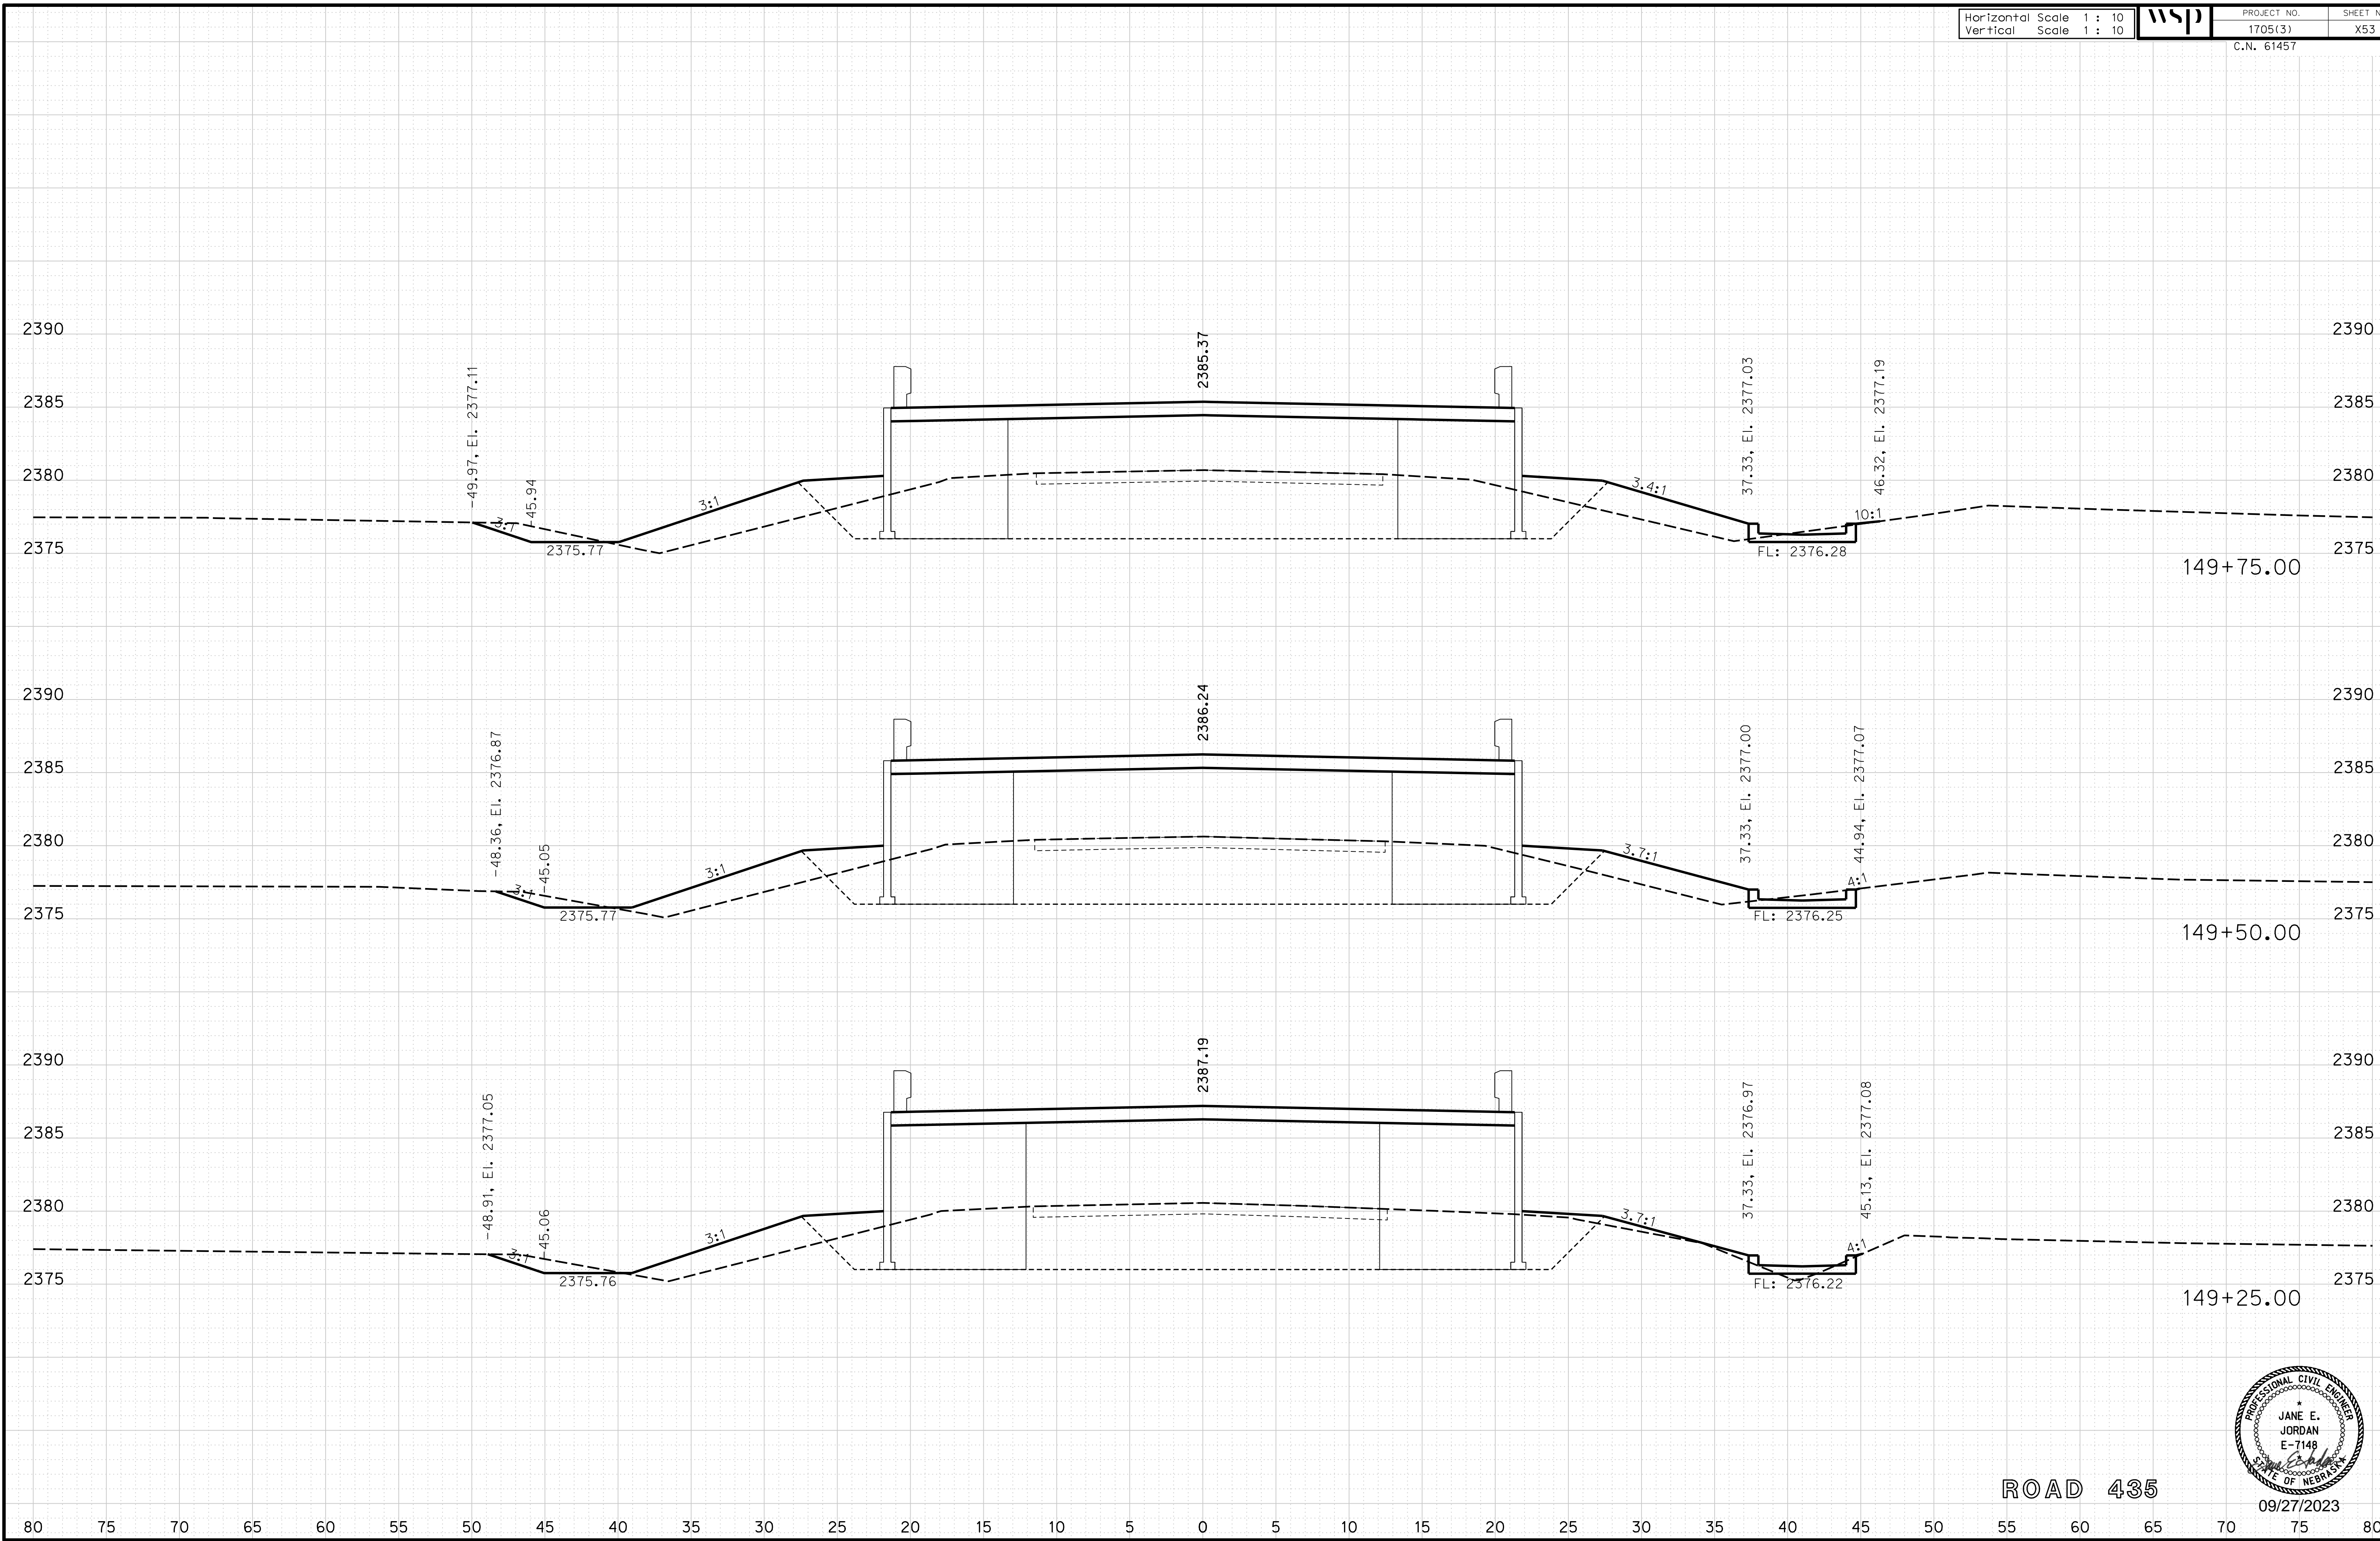 Horizontal Scale 1 : 10
Vertical Scale 1 : 10
wsp
PROJECT NO.
SHEET N
1705(3)
X53
C.N. 61457
2390
2390
2385.37
-49.97, El. 2377.11
37.33, El. 2377.03
46.32, El. 2377.19
2385
2385
2380
2380
-45.94
3:1
3:1
3.4:1
10:1
2375
2375.77
FL: 2376.28
2375
149+75.00
2390
2390
2386.24
-48.36, El. 2376.87
37.33, El. 2377.00
44.94, El. 2377.07
2385
2385
2380
2380
-45.05
3:1
3:1
3.7:1
4:1
2375
2375.77
FL: 2376.25
2375
149+50.00
2390
2390
2387.19
-48.91, El. 2377.05
37.33, El. 2376.97
45.13, El. 2377.08
2385
2385
2380
2380
-45.06
3:1
3:1
3.7:1
4:1
2375
2375.76
FL: 2376.22
2375
149+25.00
PROFESSIONAL CIVIL ENGINEER
JANE E.
JORDAN
E-7148
STATE OF NEBRASKA
ROAD 435
09/27/2023
80 75 70 65 60 55 50 45 40 35 30 25 20 15 10 5 0 5 10 15 20 25 30 35 40 45 50 55 60 65 70 75 80